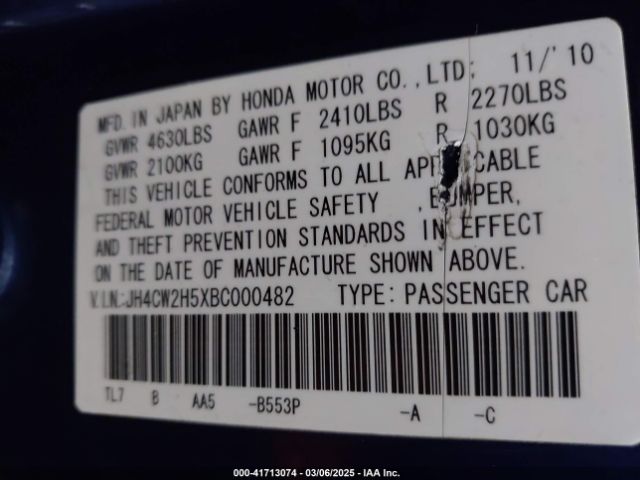 MFD. IN JAPAN BY HONDA MOTOR CO.,LTD; 11/'10
GVWR 4630LBS GAWR F 2410LBS R 2270LBS
GVWR 2100KG GAWR F 1095KG R 1030KG
THIS VEHICLE CONFORMS TO ALL APPLICABLE
FEDERAL MOTOR VEHICLE SAFETY ,BUMPER,
AND THEFT PREVENTION STANDARDS IN EFFECT
ON THE DATE OF MANUFACTURE SHOWN ABOVE.
V.I.N.:JH4CW2H5XBC000482 TYPE: PASSENGER CAR
TL7 B AA5 -B553P -A -C
000-41713074 - 03/06/2025 - IAA Inc.